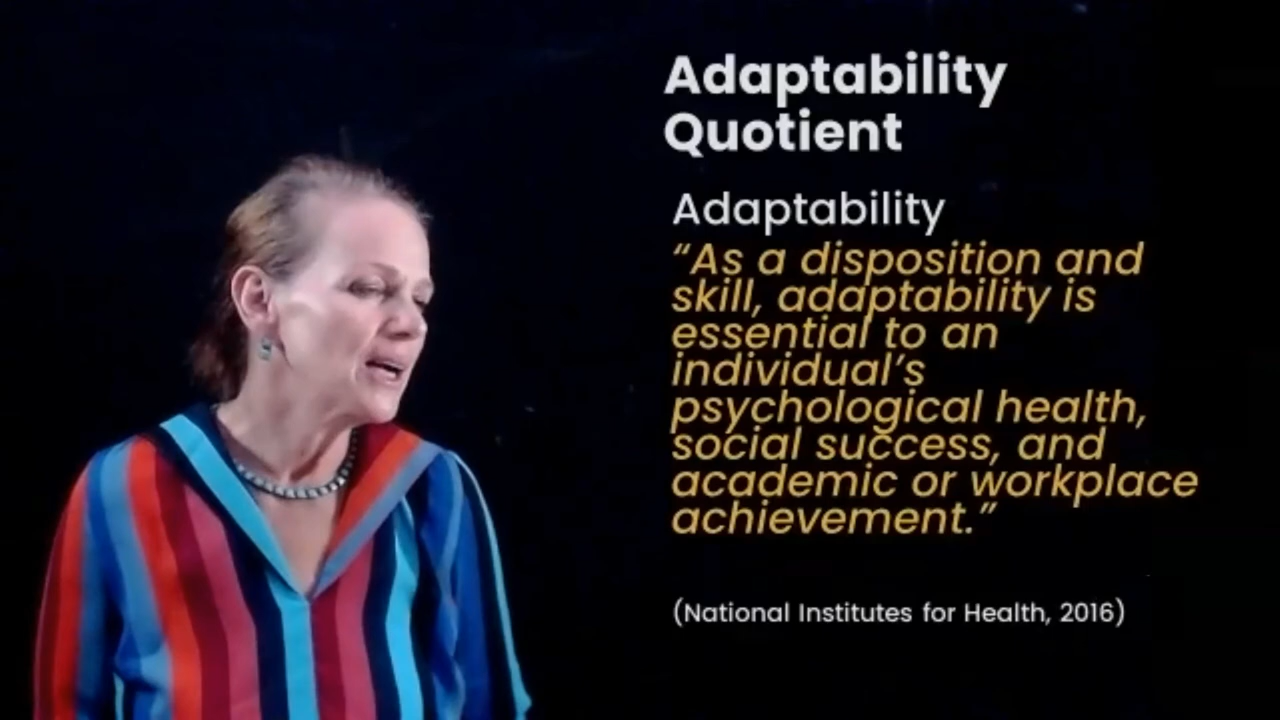 Adaptability
Quotient
Adaptability
“As a disposition and
skill, adaptability is
essential to an
individual’s
psychological health,
social success, and
academic or workplace
achievement.”
(National Institutes for Health, 2016)